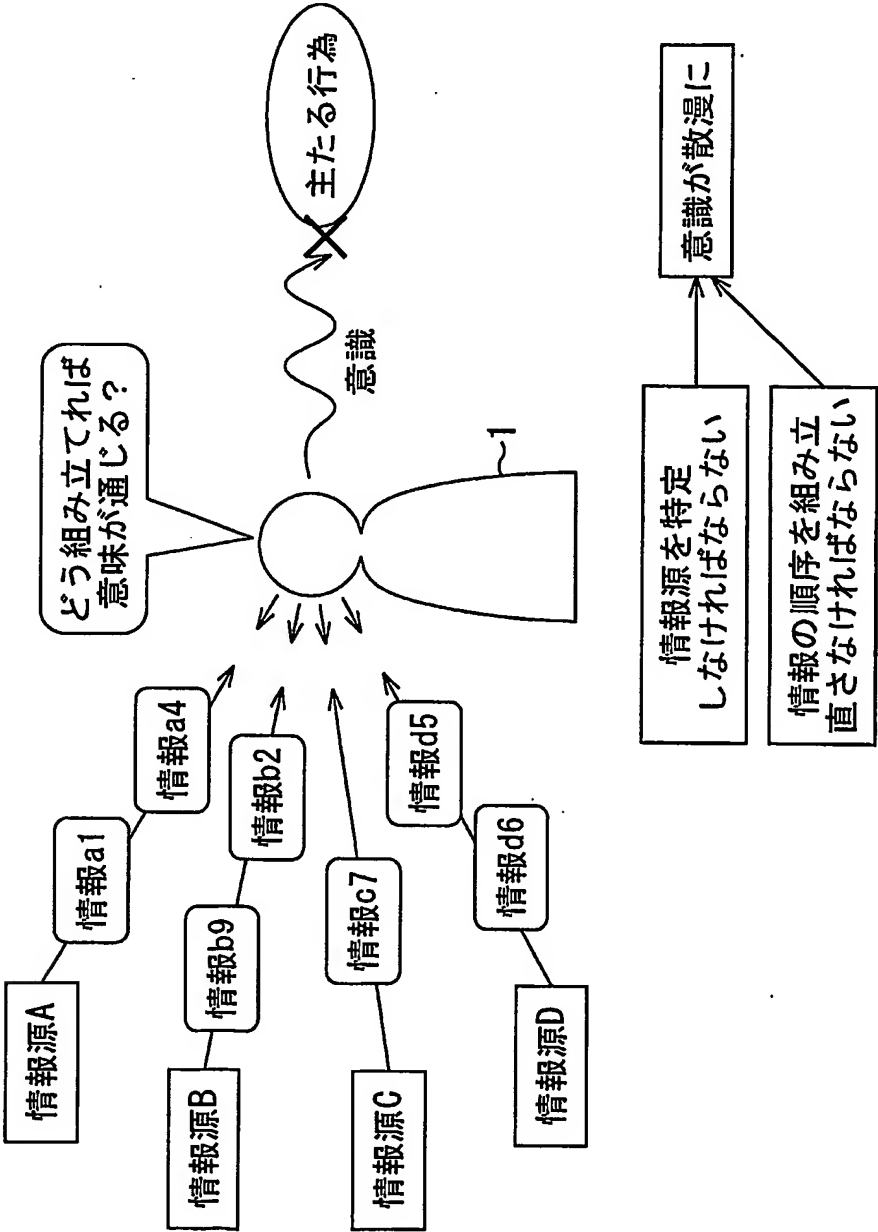 情報源A
情報a1
情報a4
情報源B
情報b9
情報b2
情報源C
情報c7
情報源D
情報d6
情報d5
どう組み立てれば
意味が通じる？
1
意識
主たる行為
情報源を特定
しなければならない
情報の順序を組み立
直さなければならない
意識が散漫に